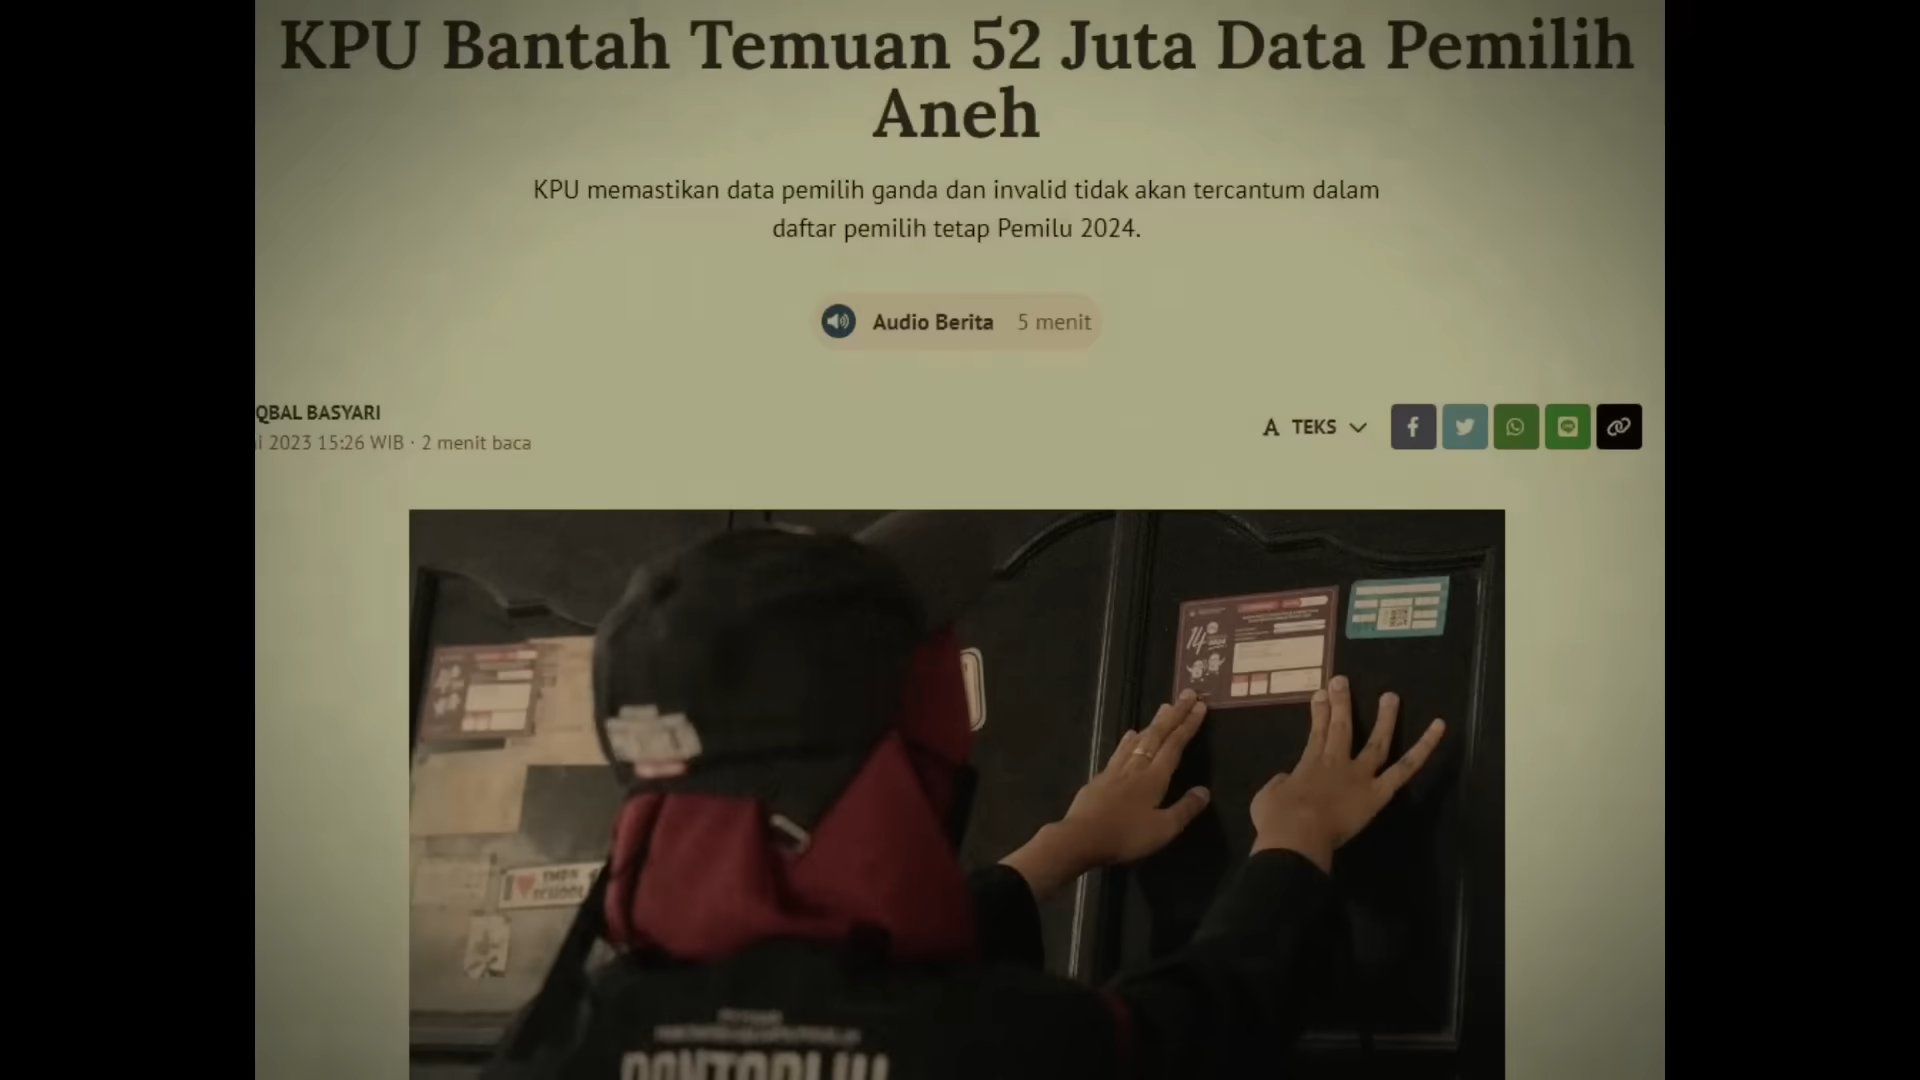 KPU Bantah Temuan 52 Juta Data Pemilih
Aneh
KPU memastikan data pemilih ganda dan invalid tidak akan tercantum dalam
daftar pemilih tetap Pemilu 2024.
Audio Berita 5 menit
QBAL BASYARI
i 2023 15:26 WIB · 2 menit baca
A TEKS
14